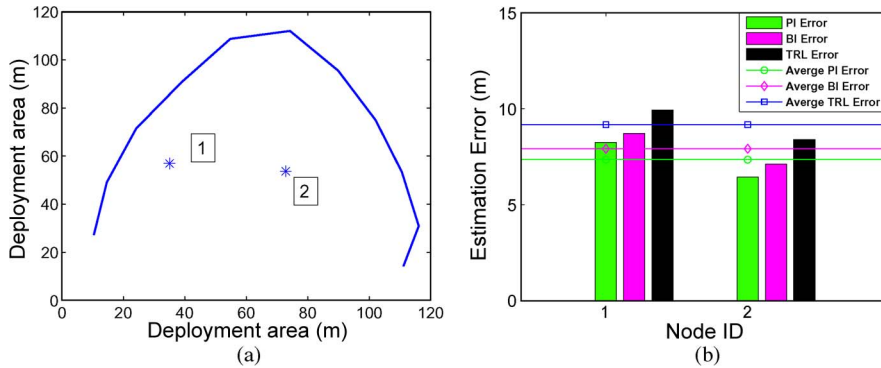 120
100
80
60
40
20
0
Deployment area (m)
1
2
0 20 40 60 80 100 120
Deployment area (m)
(a)
15
10
5
0
Estimation Error (m)
PI Error
BI Error
TRL Error
Averge PI Error
Averge BI Error
Averge TRL Error
1 2
Node ID
(b)